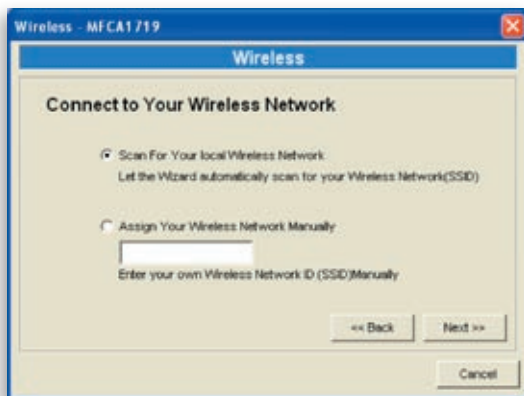 Wireless - MFCA1719
Wireless
Connect to Your Wireless Network
Scan For Your local Wireless Network
Let the Wizard automatically scan for your Wireless Network(SSID)
Assign Your Wireless Network Manually
Enter your own Wireless Network ID (SSID)Manually
<< Back
Next >>
Cancel